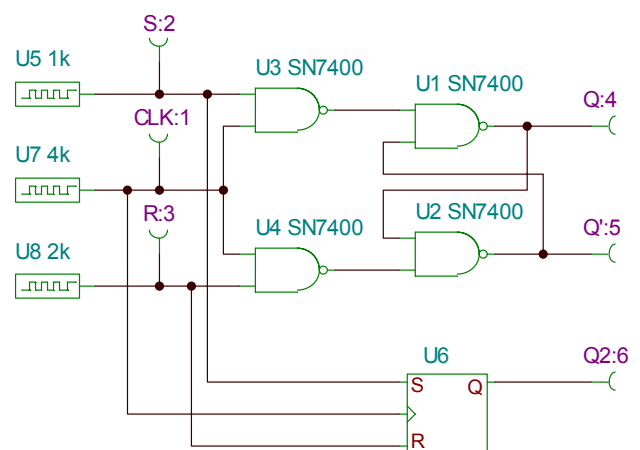 S:2
U5 1k
U3 SN7400
U1 SN7400
Q:4
CLK:1
U7 4k
R:3
U4 SN7400
U2 SN7400
Q':5
U8 2k
U6
Q2:6
S Q
R